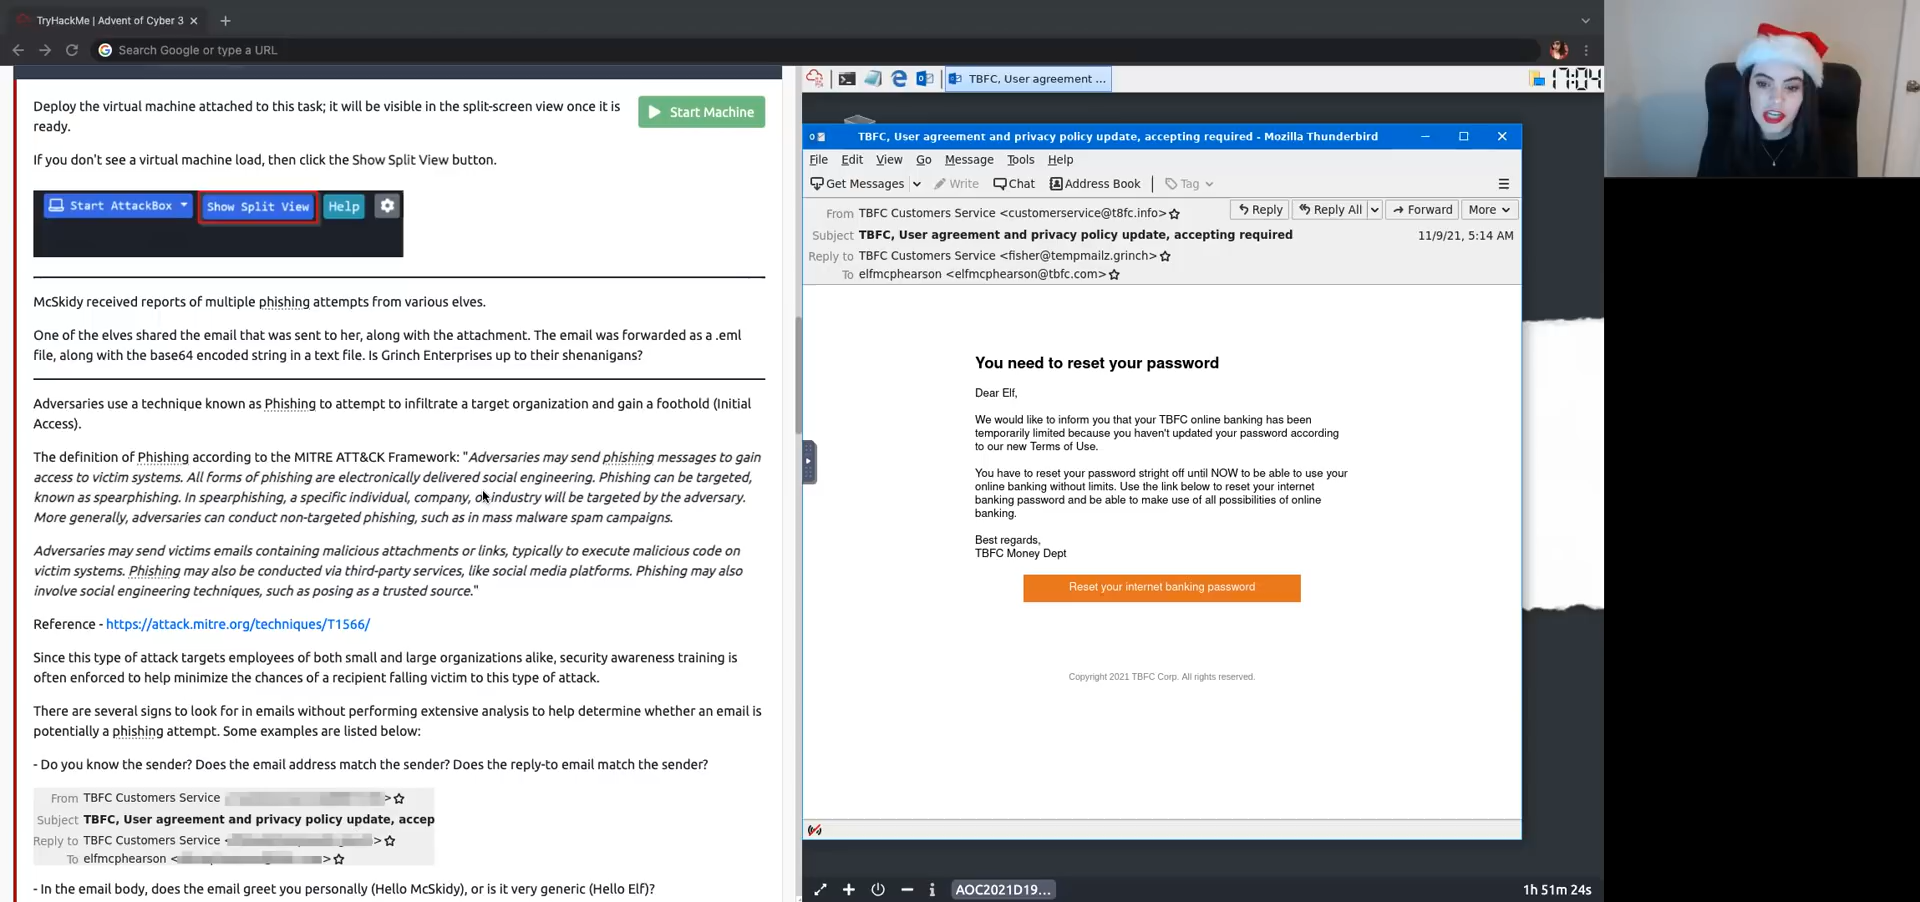 TryHackMe | Advent of Cyber 3
Search Google or type a URL
Deploy the virtual machine attached to this task; it will be visible in the split-screen view once it is
ready.
Start Machine
If you don't see a virtual machine load, then click the Show Split View button.
Start AttackBox
Show Split View
Help
McSkidy received reports of multiple phishing attempts from various elves.
One of the elves shared the email that was sent to her, along with the attachment. The email was forwarded as a .eml
file, along with the base64 encoded string in a text file. Is Grinch Enterprises up to their shenanigans?
Adversaries use a technique known as Phishing to attempt to infiltrate a target organization and gain a foothold (Initial
Access).
The definition of Phishing according to the MITRE ATT&CK Framework: "Adversaries may send phishing messages to gain
access to victim systems. All forms of phishing are electronically delivered social engineering. Phishing can be targeted,
known as spearphishing. In spearphishing, a specific individual, company, or industry will be targeted by the adversary.
More generally, adversaries can conduct non-targeted phishing, such as in mass malware spam campaigns.
Adversaries may send victims emails containing malicious attachments or links, typically to execute malicious code on
victim systems. Phishing may also be conducted via third-party services, like social media platforms. Phishing may also
involve social engineering techniques, such as posing as a trusted source."
Reference - https://attack.mitre.org/techniques/T1566/
Since this type of attack targets employees of both small and large organizations alike, security awareness training is
often enforced to help minimize the chances of a recipient falling victim to this type of attack.
There are several signs to look for in emails without performing extensive analysis to help determine whether an email is
potentially a phishing attempt. Some examples are listed below:
- Do you know the sender? Does the email address match the sender? Does the reply-to email match the sender?
From TBFC Customers Service >
Subject TBFC, User agreement and privacy policy update, accep
Reply to TBFC Customers Service < >
To elfmcphearson < >
- In the email body, does the email greet you personally (Hello McSkidy), or is it very generic (Hello Elf)?
TBFC, User agreement ...
17:04
TBFC, User agreement and privacy policy update, accepting required - Mozilla Thunderbird
File Edit View Go Message Tools Help
Get Messages Write Chat Address Book Tag
From TBFC Customers Service <customerservice@t8fc.info>
Reply Reply All Forward More
Subject TBFC, User agreement and privacy policy update, accepting required 11/9/21, 5:14 AM
Reply to TBFC Customers Service <fisher@tempmailz.grinch>
To elfmcphearson <elfmcphearson@tbfc.com>
You need to reset your password
Dear Elf,
We would like to inform you that your TBFC online banking has been
temporarily limited because you haven't updated your password according
to our new Terms of Use.
You have to reset your password stright off until NOW to be able to use your
online banking without limits. Use the link below to reset your internet
banking password and be able to make use of all possibilities of online
banking.
Best regards,
TBFC Money Dept
Reset your internet banking password
Copyright 2021 TBFC Corp. All rights reserved.
AOC2021D19...
1h 51m 24s